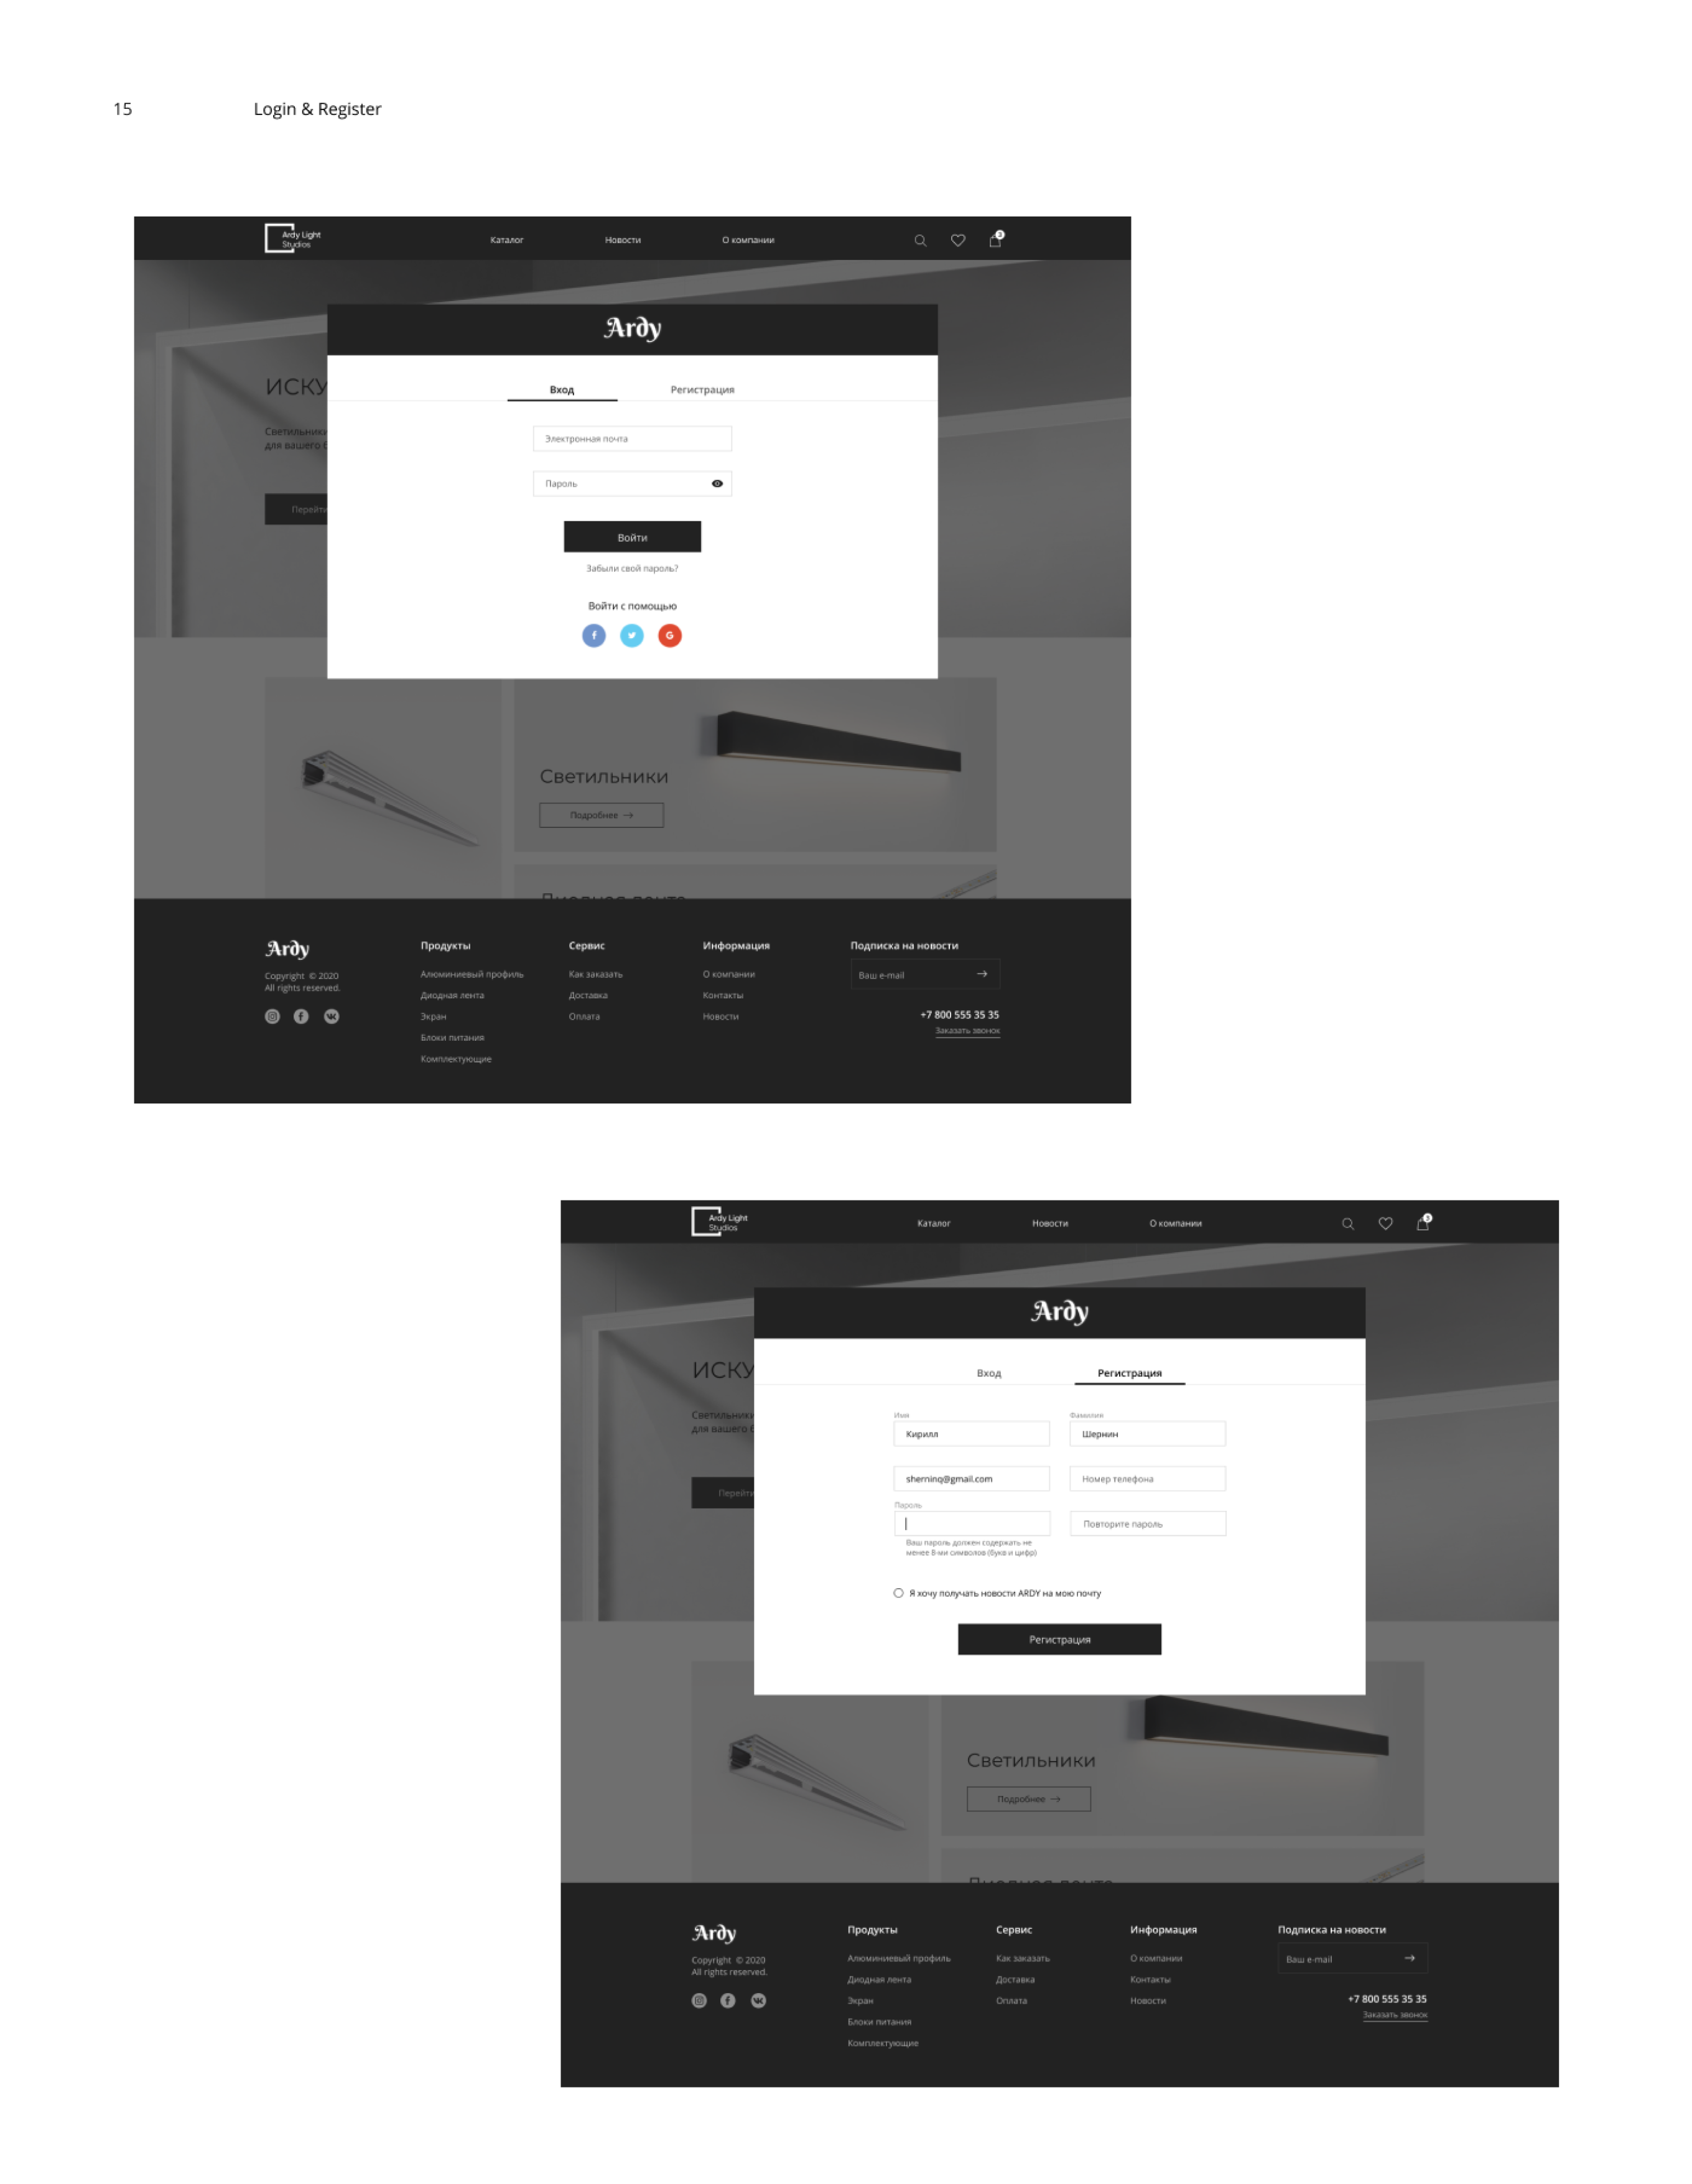 15 Login & Register
Ardy Light
Studios
Каталог Новости О компании
3
Ardy
ИСКУ
Вход Регистрация
Светильники
для вашего б
Электронная почта
Пароль
Перейти
Войти
Забыли свой пароль?
Войти с помощью
Светильники
Подробнее →
Диодная лента
Ardy
Продукты Сервис Информация Подписка на новости
Copyright © 2020
All rights reserved.
Алюминиевый профиль Как заказать О компании Ваш e-mail →
Диодная лента Доставка Контакты
Экран Оплата Новости +7 800 555 35 35
Заказать звонок
Блоки питания
Комплектующие
Ardy Light
Studios
Каталог Новости О компании
3
Ardy
ИСКУ
Вход Регистрация
Светильники
для вашего б
Имя Фамилия
Кирилл Шернин
sherninq@gmail.com Номер телефона
Перейти
Пароль
Повторите пароль
Ваш пароль должен содержать не
менее 8-ми символов (букв и цифр)
Я хочу получать новости ARDY на мою почту
Регистрация
Светильники
Подробнее →
Диодная лента
Ardy
Продукты Сервис Информация Подписка на новости
Copyright © 2020
All rights reserved.
Алюминиевый профиль Как заказать О компании Ваш e-mail →
Диодная лента Доставка Контакты
Экран Оплата Новости +7 800 555 35 35
Заказать звонок
Блоки питания
Комплектующие